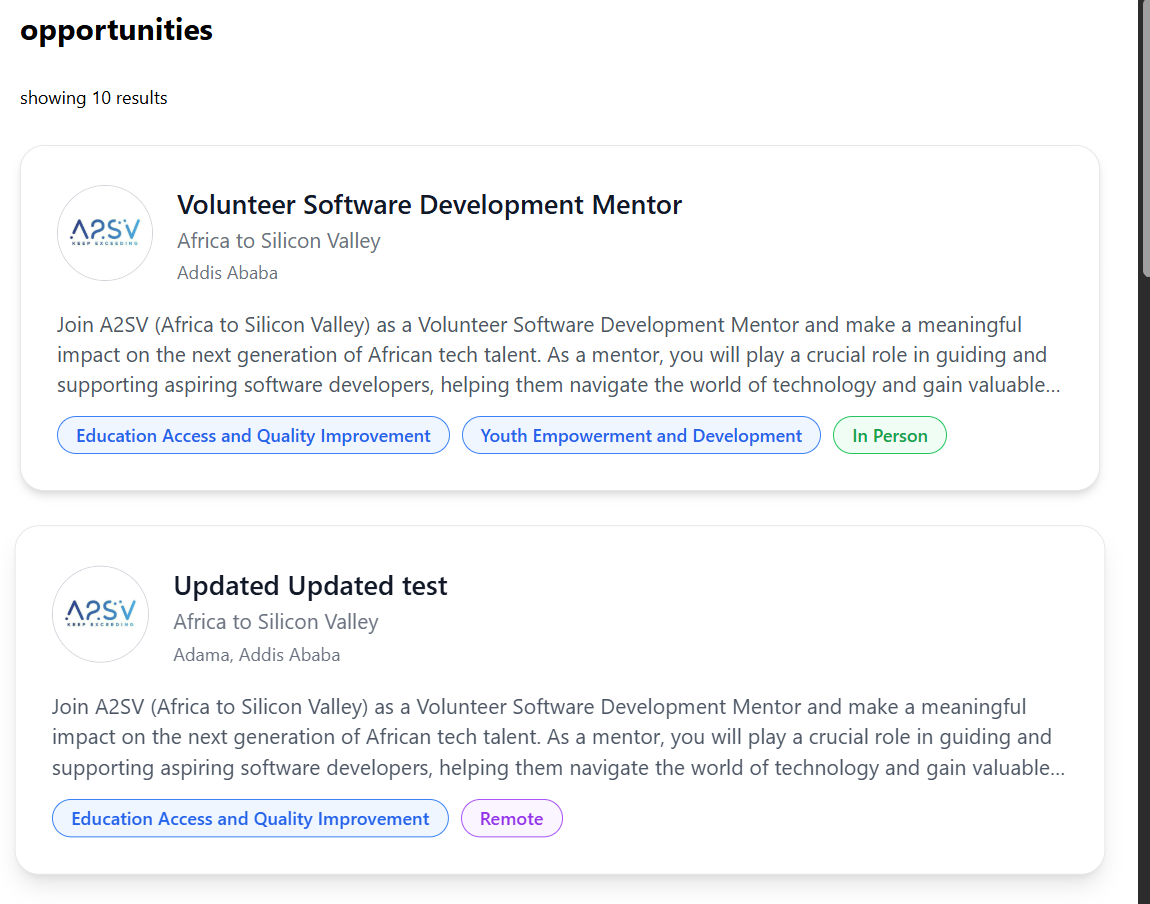 opportunities
showing 10 results
A2SV
KEEP EXCEEDING
Volunteer Software Development Mentor
Africa to Silicon Valley
Addis Ababa
Join A2SV (Africa to Silicon Valley) as a Volunteer Software Development Mentor and make a meaningful
impact on the next generation of African tech talent. As a mentor, you will play a crucial role in guiding and
supporting aspiring software developers, helping them navigate the world of technology and gain valuable...
Education Access and Quality Improvement
Youth Empowerment and Development
In Person
A2SV
KEEP EXCEEDING
Updated Updated test
Africa to Silicon Valley
Adama, Addis Ababa
Join A2SV (Africa to Silicon Valley) as a Volunteer Software Development Mentor and make a meaningful
impact on the next generation of African tech talent. As a mentor, you will play a crucial role in guiding and
supporting aspiring software developers, helping them navigate the world of technology and gain valuable...
Education Access and Quality Improvement
Remote